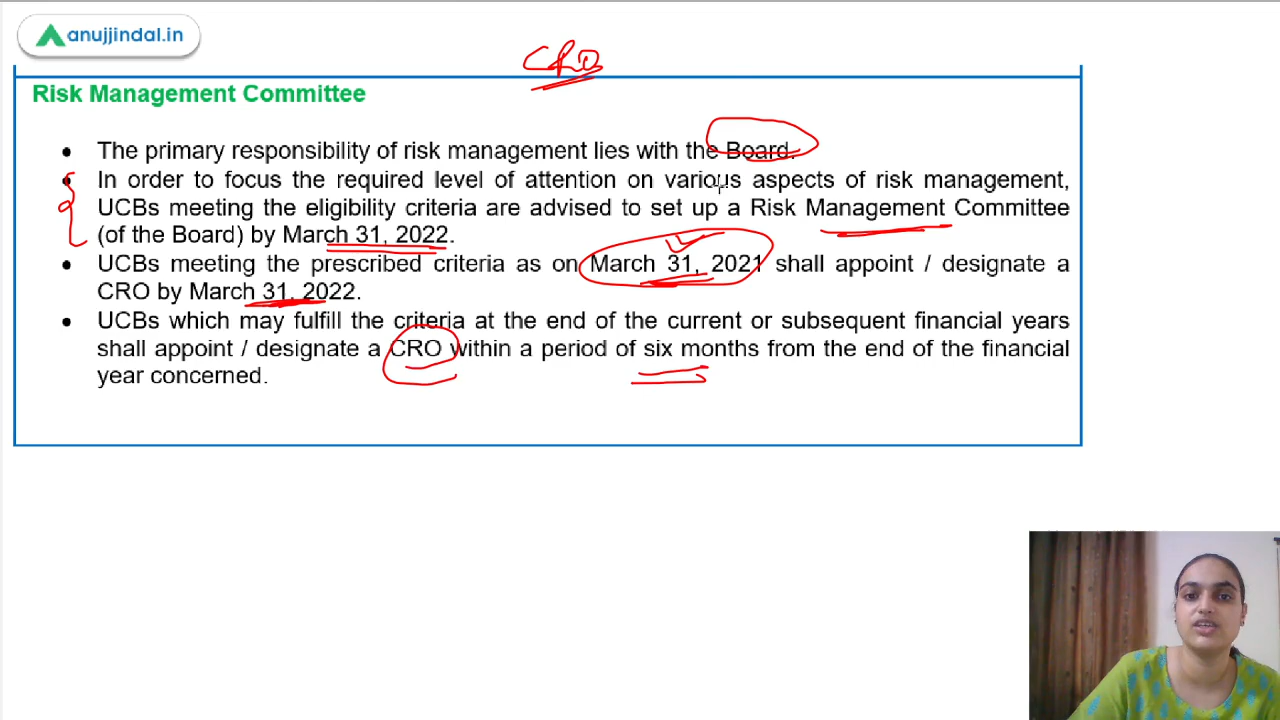 anujjindal.in
CRO
Risk Management Committee
• The primary responsibility of risk management lies with the Board.
• In order to focus the required level of attention on various aspects of risk management,
UCBs meeting the eligibility criteria are advised to set up a Risk Management Committee
(of the Board) by March 31, 2022.
• UCBs meeting the prescribed criteria as on March 31, 2021 shall appoint / designate a
CRO by March 31, 2022.
• UCBs which may fulfill the criteria at the end of the current or subsequent financial years
shall appoint / designate a CRO within a period of six months from the end of the financial
year concerned.